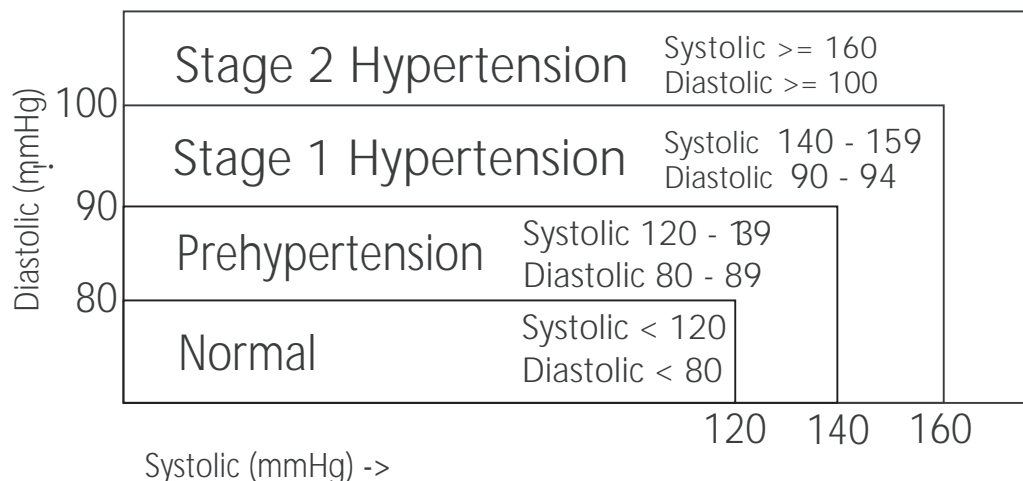 Stage 2 Hypertension
Systolic >= 160
Diastolic >= 100
100
Stage 1 Hypertension
Systolic 140 - 159
Diastolic 90 - 94
90
Prehypertension
Systolic 120 - 139
Diastolic 80 - 89
80
Normal
Systolic < 120
Diastolic < 80
Diastolic (mmHg)
120 140 160
Systolic (mmHg) ->